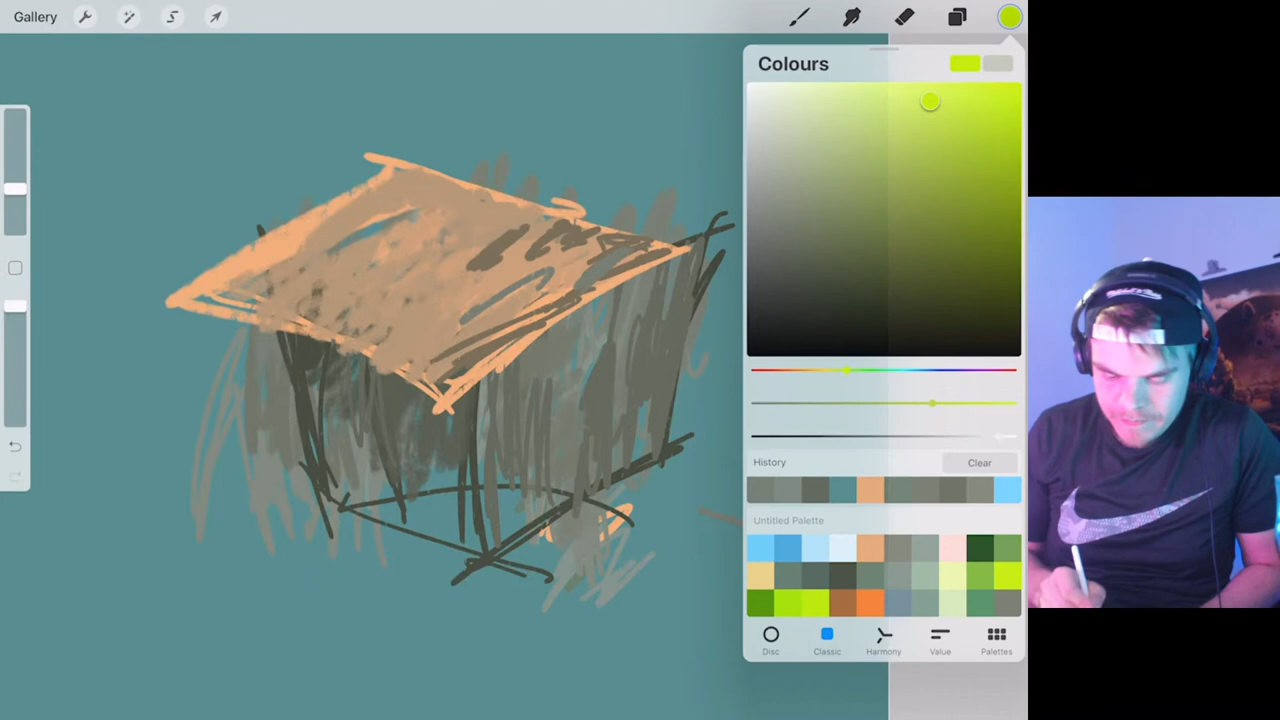 Gallery
Colours
History
Clear
Untitled Palette
Disc
Classic
Harmony
Value
Palettes